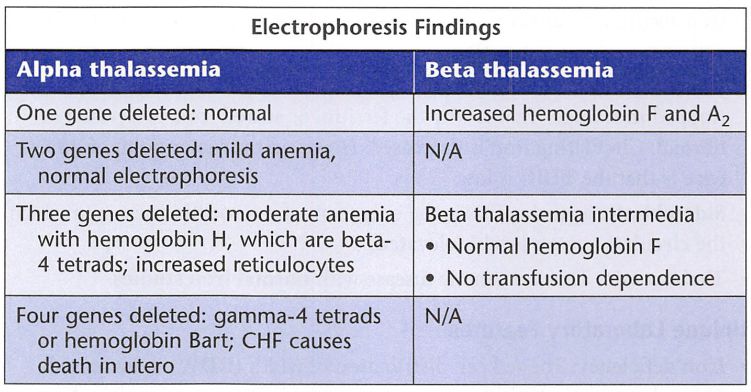 Electrophoresis Findings
Alpha thalassemia
Beta thalassemia
One gene deleted: normal
Increased hemoglobin F and A₂
Two genes deleted: mild anemia,
normal electrophoresis
N/A
Three genes deleted: moderate anemia
with hemoglobin H, which are beta-
4 tetrads; increased reticulocytes
Beta thalassemia intermedia
• Normal hemoglobin F
• No transfusion dependence
Four genes deleted: gamma-4 tetrads
or hemoglobin Bart; CHF causes
death in utero
N/A